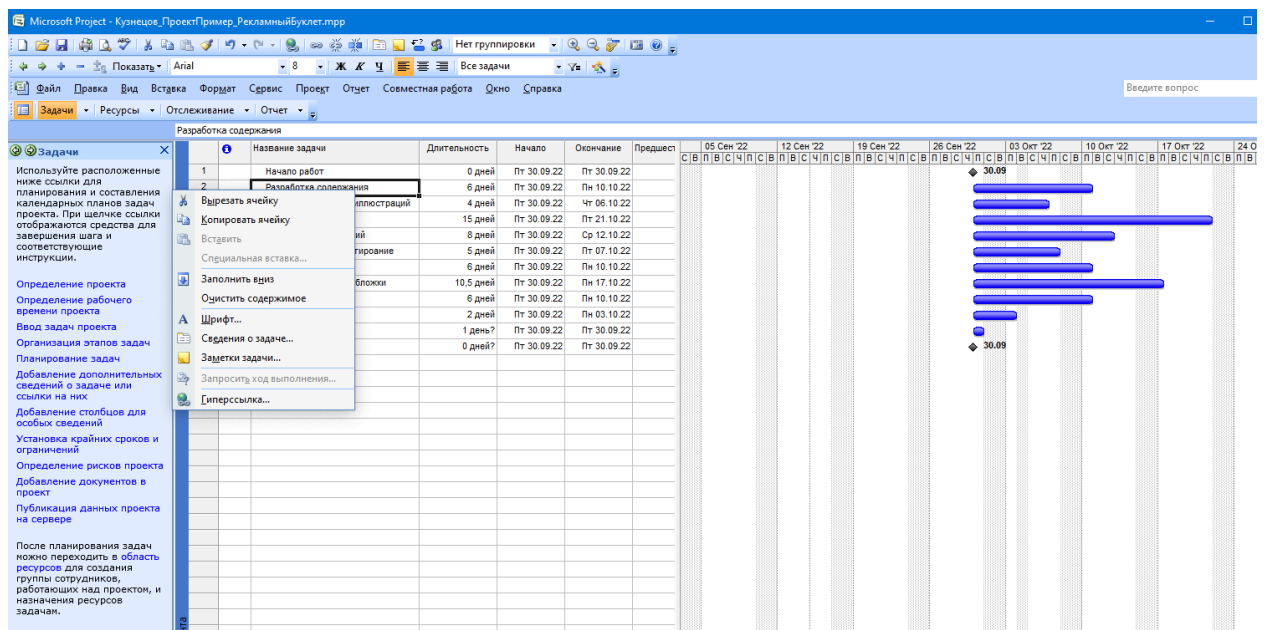 Microsoft Project - Кузнецов_ПроектПример_РекламныйБуклет.mpp
Нет группировки
Показать Arial 8 Ж К Ч Все задачи
Файл Правка Вид Вставка Формат Сервис Проект Отчет Совместная работа Окно Справка Введите вопрос
Задачи Ресурсы Отслеживание Отчет
Разработка содержания
Задачи
Используйте расположенные
ниже ссылки для
планирования и составления
календарных планов задач
проекта. При щелчке ссылки
отображаются средства для
завершения шага и
соответствующие
инструкции.
Определение проекта
Определение рабочего
времени проекта
Ввод задач проекта
Организация этапов задач
Планирование задач
Добавление дополнительных
сведений о задаче или
ссылки на них
Добавление столбцов для
особых сведений
Установка крайних сроков и
ограничений
Определение рисков проекта
Добавление документов в
проект
Публикация данных проекта
на сервере
После планирования задач
можно переходить в область
ресурсов для создания
группы сотрудников,
работающих над проектом, и
назначения ресурсов
задачам.
Название задачи Длительность Начало Окончание Предшест
1 Начало работ 0 дней Пт 30.09.22 Пт 30.09.22
2 Разработка содержания 6 дней Пт 30.09.22 Пн 10.10.22
иллюстраций 4 дней Пт 30.09.22 Чт 06.10.22
15 дней Пт 30.09.22 Пт 21.10.22
ий 8 дней Пт 30.09.22 Ср 12.10.22
тироание 5 дней Пт 30.09.22 Пт 07.10.22
6 дней Пт 30.09.22 Пн 10.10.22
бложки 10,5 дней Пт 30.09.22 Пн 17.10.22
6 дней Пт 30.09.22 Пн 10.10.22
2 дней Пт 30.09.22 Пн 03.10.22
1 день? Пт 30.09.22 Пт 30.09.22
0 дней? Пт 30.09.22 Пт 30.09.22
Вырезать ячейку
Копировать ячейку
Вставить
Специальная вставка...
Заполнить вниз
Очистить содержимое
Шрифт...
Сведения о задаче...
Заметки задачи...
Запросить ход выполнения...
Гиперссылка...
05 Сен '22 12 Сен '22 19 Сен '22 26 Сен '22 03 Окт '22 10 Окт '22 17 Окт '22 24 О
С В П В С Ч П С В П В С Ч П С В П В С Ч П С В П В С Ч П С В П В С Ч П С В П В С Ч П С В П В С Ч П С В П В
30.09
30.09